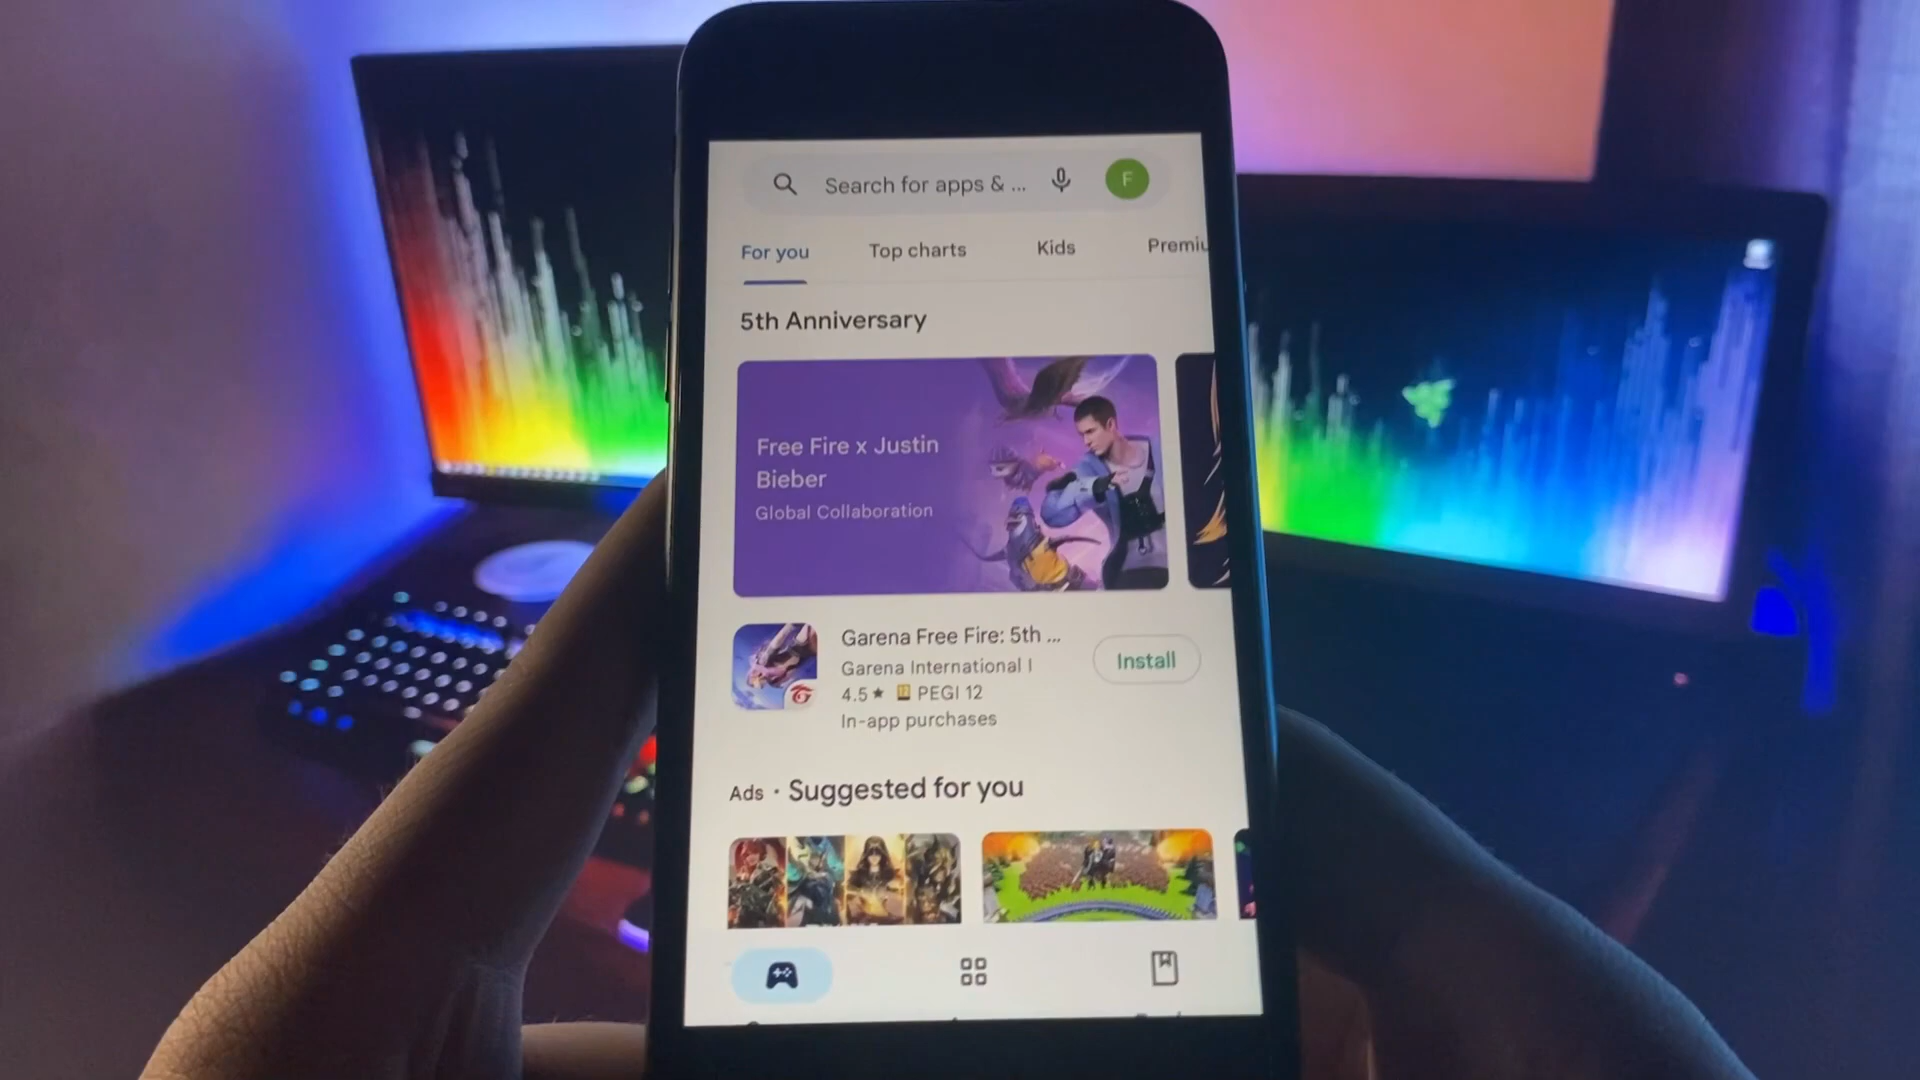 Search for apps & ...
F
For you
Top charts
Kids
Premiu
5th Anniversary
Free Fire x Justin
Bieber
Global Collaboration
Garena Free Fire: 5th ...
Garena International I
4.5★ PEGI 12
In-app purchases
Install
Ads • Suggested for you